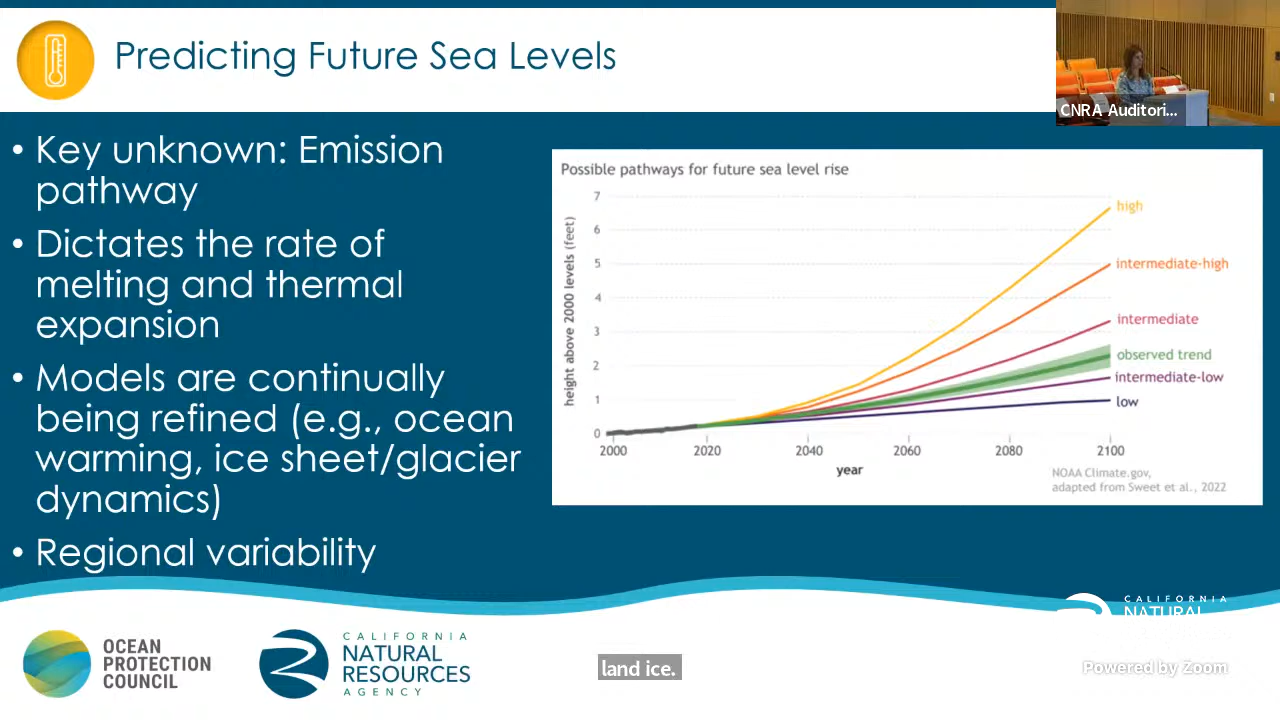 Predicting Future Sea Levels
CNRA Auditori...
• Key unknown: Emission
pathway
• Dictates the rate of
melting and thermal
expansion
• Models are continually
being refined (e.g., ocean
warming, ice sheet/glacier
dynamics)
• Regional variability
Possible pathways for future sea level rise
height above 2000 levels (feet)
7
6
5
4
3
2
1
0
high
intermediate-high
intermediate
observed trend
intermediate-low
low
2000 2020 2040 2060 2080 2100
year
NOAA Climate.gov,
adapted from Sweet et al., 2022
OCEAN
PROTECTION
COUNCIL
CALIFORNIA
NATURAL
RESOURCES
AGENCY
land ice.
CALIFORNIA
NATURAL
Powered by Zoom